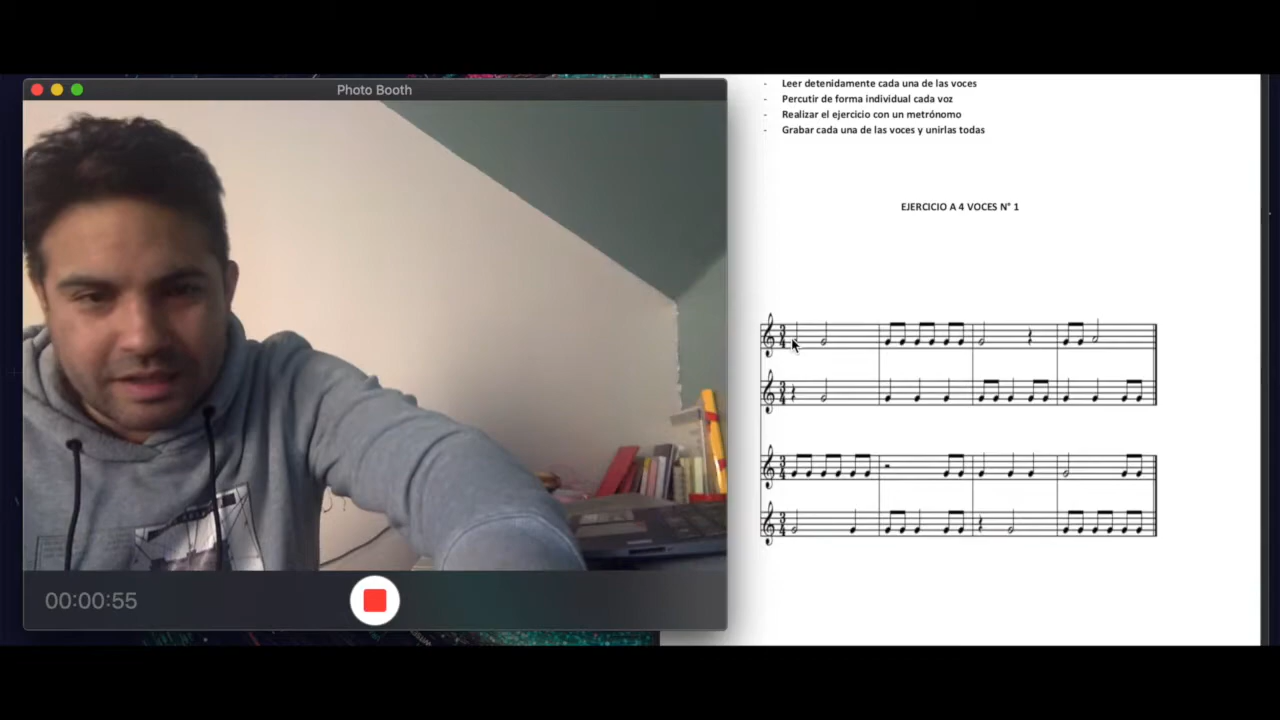 Photo Booth
00:00:55
- Leer detenidamente cada una de las voces
- Percutir de forma individual cada voz
- Realizar el ejercicio con un metrónomo
- Grabar cada una de las voces y unirlas todas
EJERCICIO A 4 VOCES N° 1